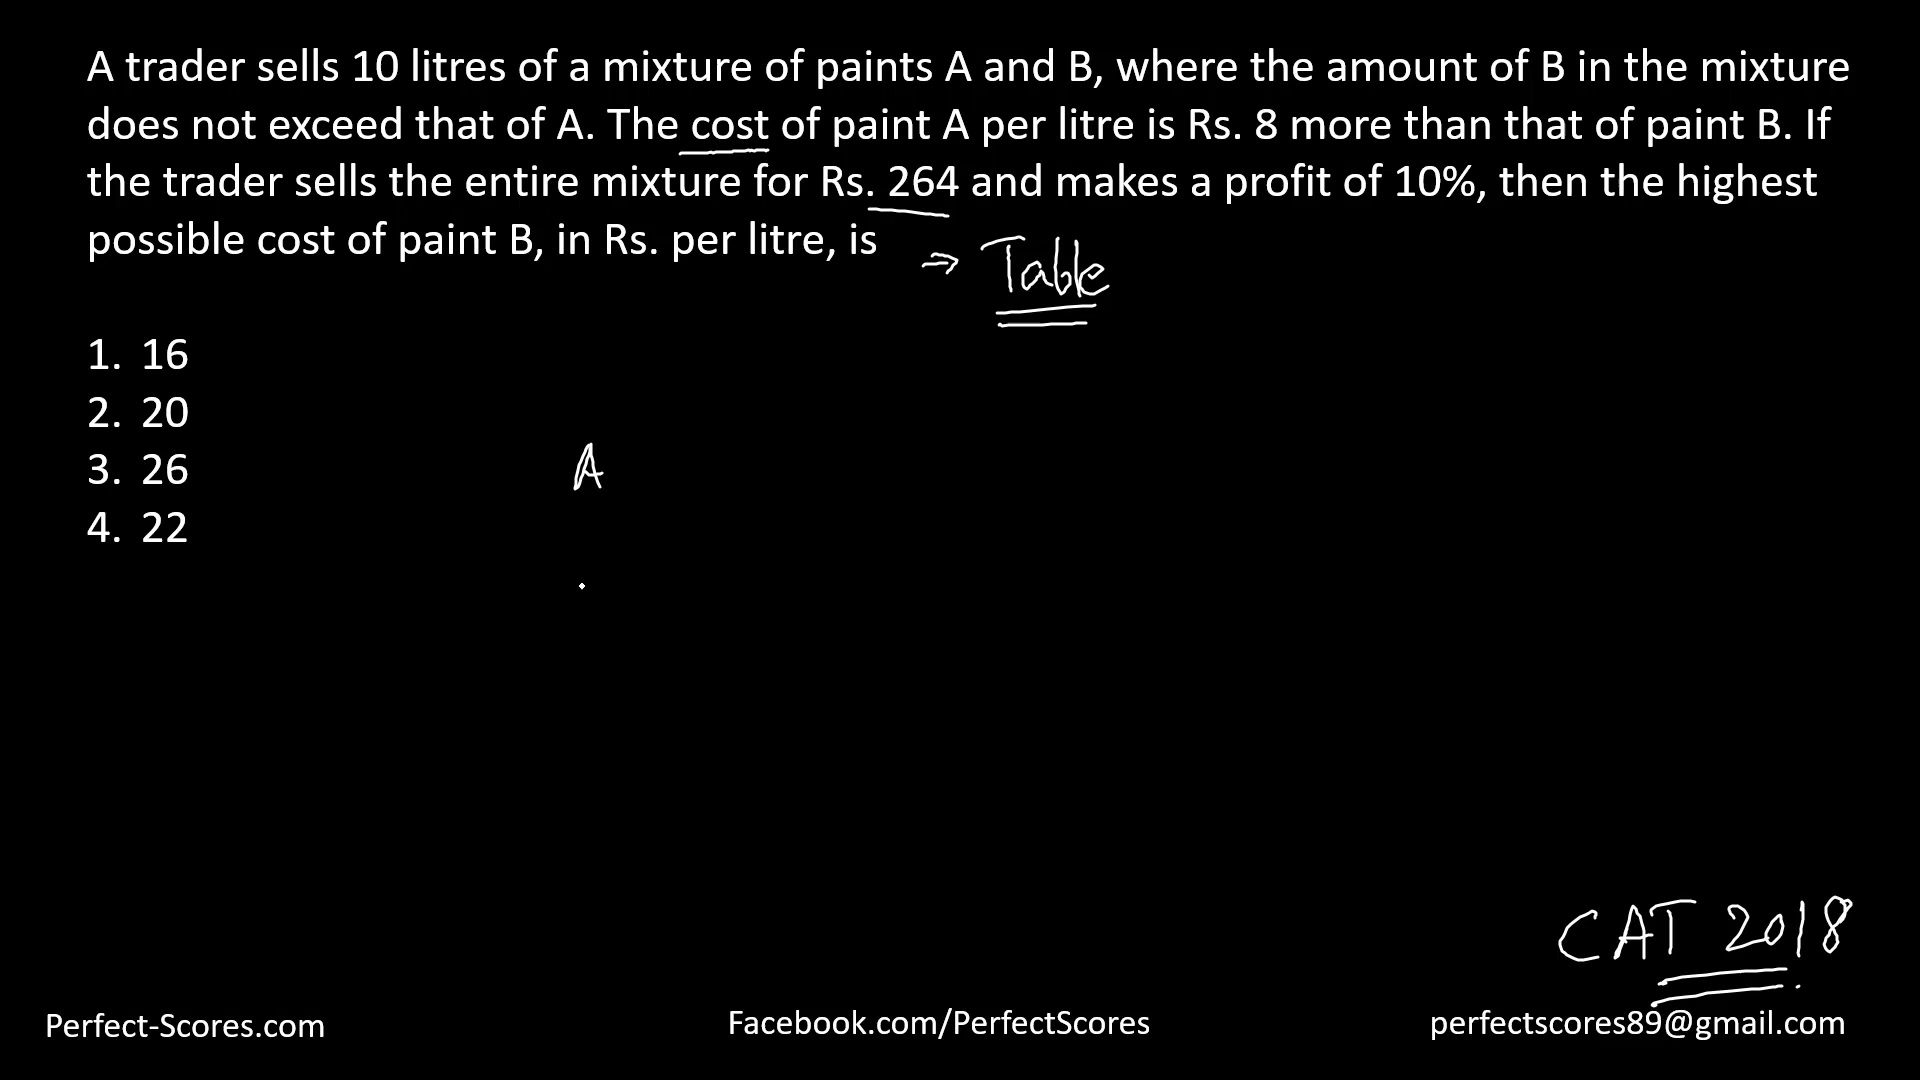 A trader sells 10 litres of a mixture of paints A and B, where the amount of B in the mixture
does not exceed that of A. The cost of paint A per litre is Rs. 8 more than that of paint B. If
the trader sells the entire mixture for Rs. 264 and makes a profit of 10%, then the highest
possible cost of paint B, in Rs. per litre, is
⇒ Table
1. 16
2. 20
3. 26
4. 22
A
CAT 2018
Perfect-Scores.com
Facebook.com/PerfectScores
perfectscores89@gmail.com